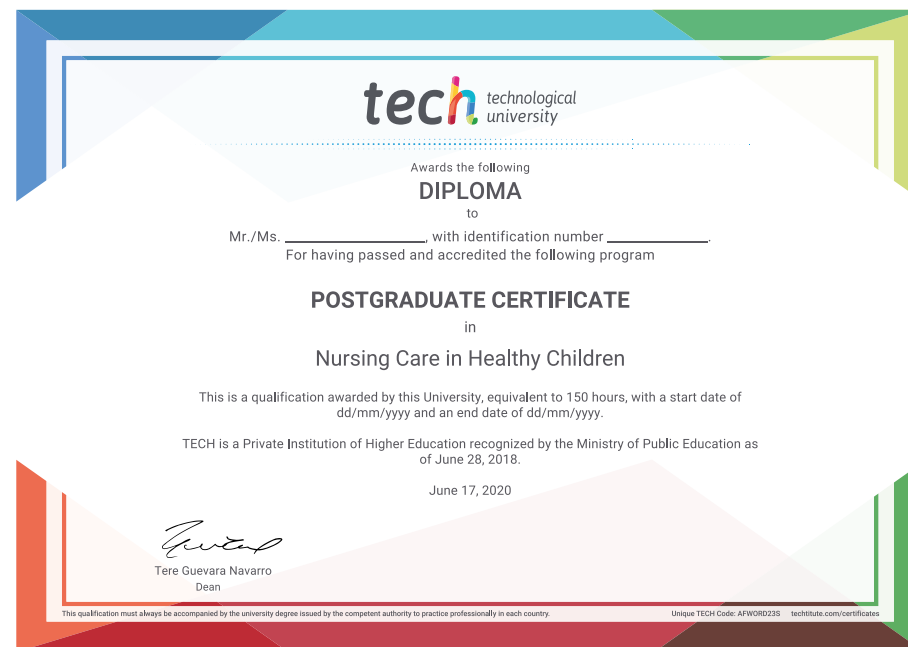 tech technological
university
Awards the following
DIPLOMA
to
Mr./Ms. ____________________, with identification number _______________.
For having passed and accredited the following program
POSTGRADUATE CERTIFICATE
in
Nursing Care in Healthy Children
This is a qualification awarded by this University, equivalent to 150 hours, with a start date of
dd/mm/yyyy and an end date of dd/mm/yyyy.
TECH is a Private Institution of Higher Education recognized by the Ministry of Public Education as
of June 28, 2018.
June 17, 2020
Tere Guevara Navarro
Dean
This qualification must always be accompanied by the university degree issued by the competent authority to practice professionally in each country.
Unique TECH Code: AFWORD23S techtitute.com/certificates